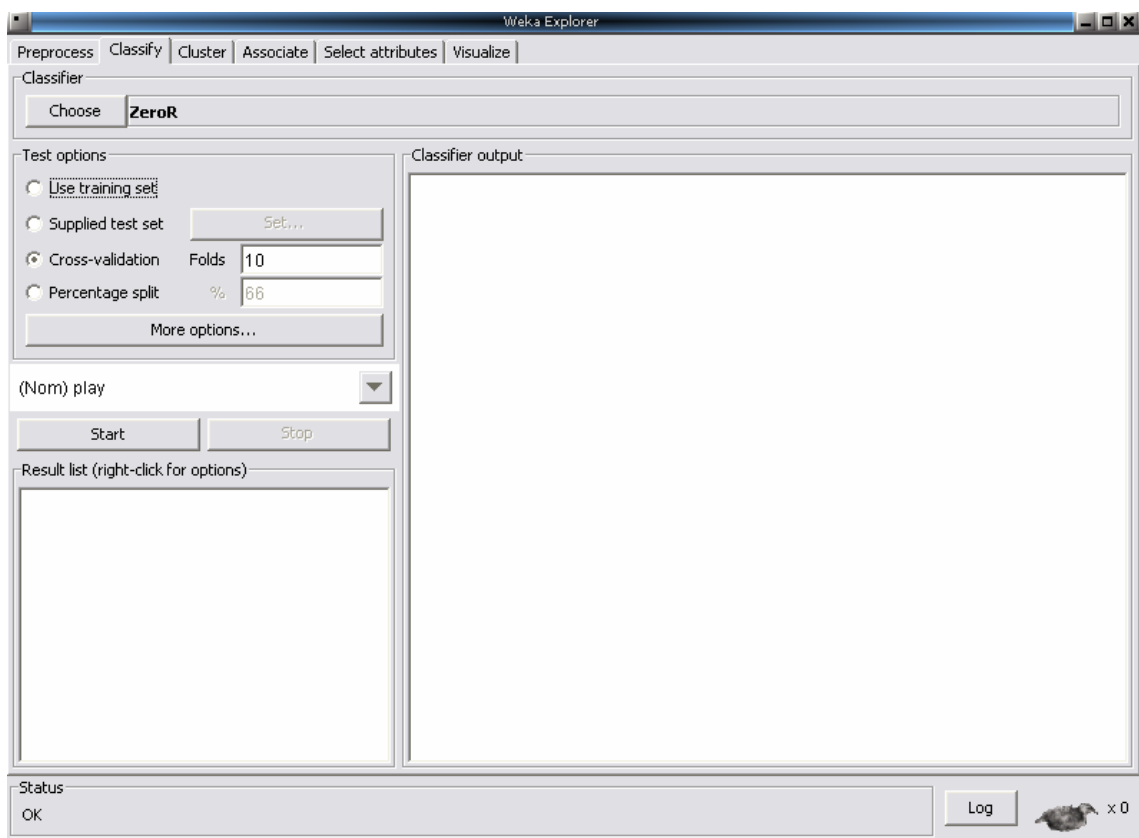 Weka Explorer
Preprocess Classify Cluster Associate Select attributes Visualize
Classifier
Choose ZeroR
Test options
Use training set
Supplied test set Set...
Cross-validation Folds 10
Percentage split % 66
More options...
(Nom) play
Start Stop
Result list (right-click for options)
Classifier output
Status
OK
Log x 0